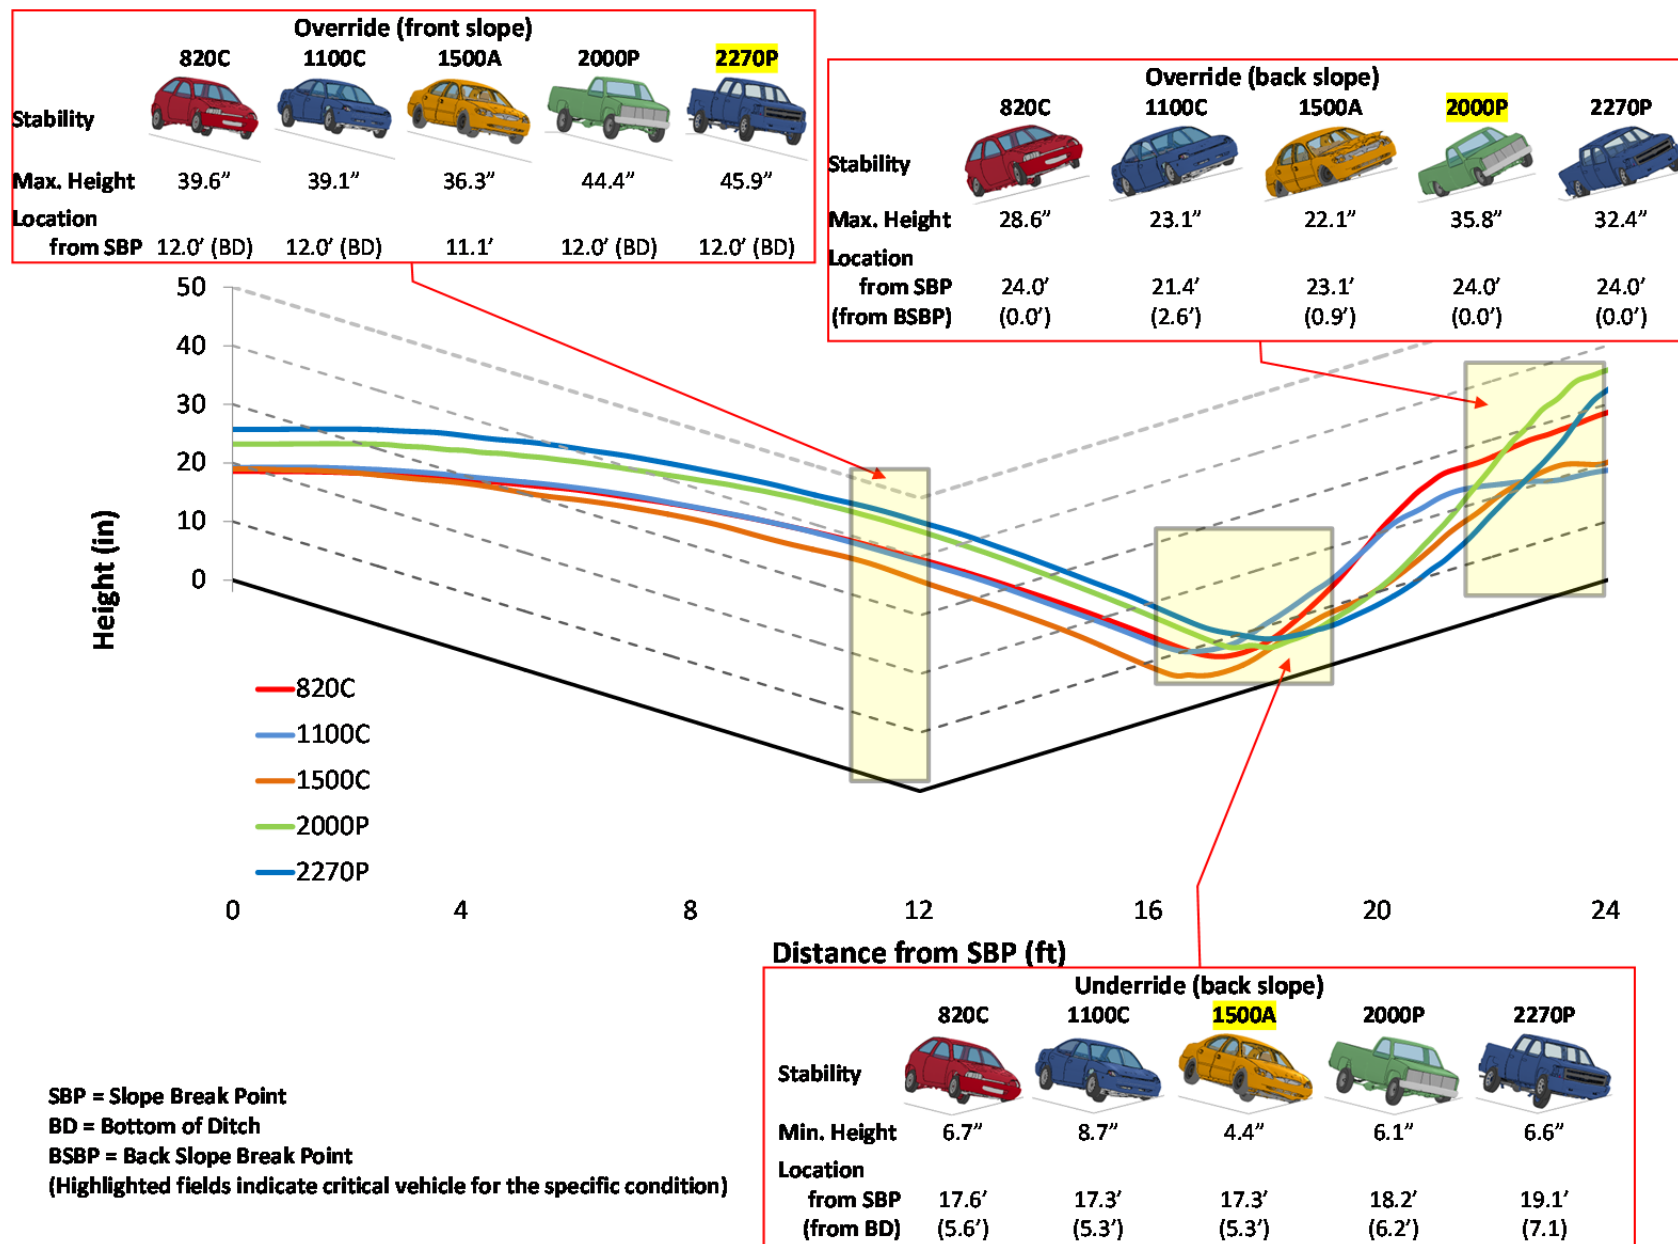 Override (front slope)
820C 1100C 1500A 2000P 2270P
Stability
Max. Height 39.6” 39.1” 36.3” 44.4” 45.9”
Location
from SBP 12.0’ (BD) 12.0’ (BD) 11.1’ 12.0’ (BD) 12.0’ (BD)
Override (back slope)
820C 1100C 1500A 2000P 2270P
Stability
Max. Height 28.6” 23.1” 22.1” 35.8” 32.4”
Location
from SBP 24.0’ 21.4’ 23.1’ 24.0’ 24.0’
(from BSBP) (0.0’) (2.6’) (0.9’) (0.0’) (0.0’)
50
40
30
20
10
0
Height (in)
820C
1100C
1500C
2000P
2270P
0 4 8 12 16 20 24
Distance from SBP (ft)
Underride (back slope)
820C 1100C 1500A 2000P 2270P
Stability
Min. Height 6.7” 8.7” 4.4” 6.1” 6.6”
Location
from SBP 17.6’ 17.3’ 17.3’ 18.2’ 19.1’
(from BD) (5.6’) (5.3’) (5.3’) (6.2’) (7.1)
SBP = Slope Break Point
BD = Bottom of Ditch
BSBP = Back Slope Break Point
(Highlighted fields indicate critical vehicle for the specific condition)